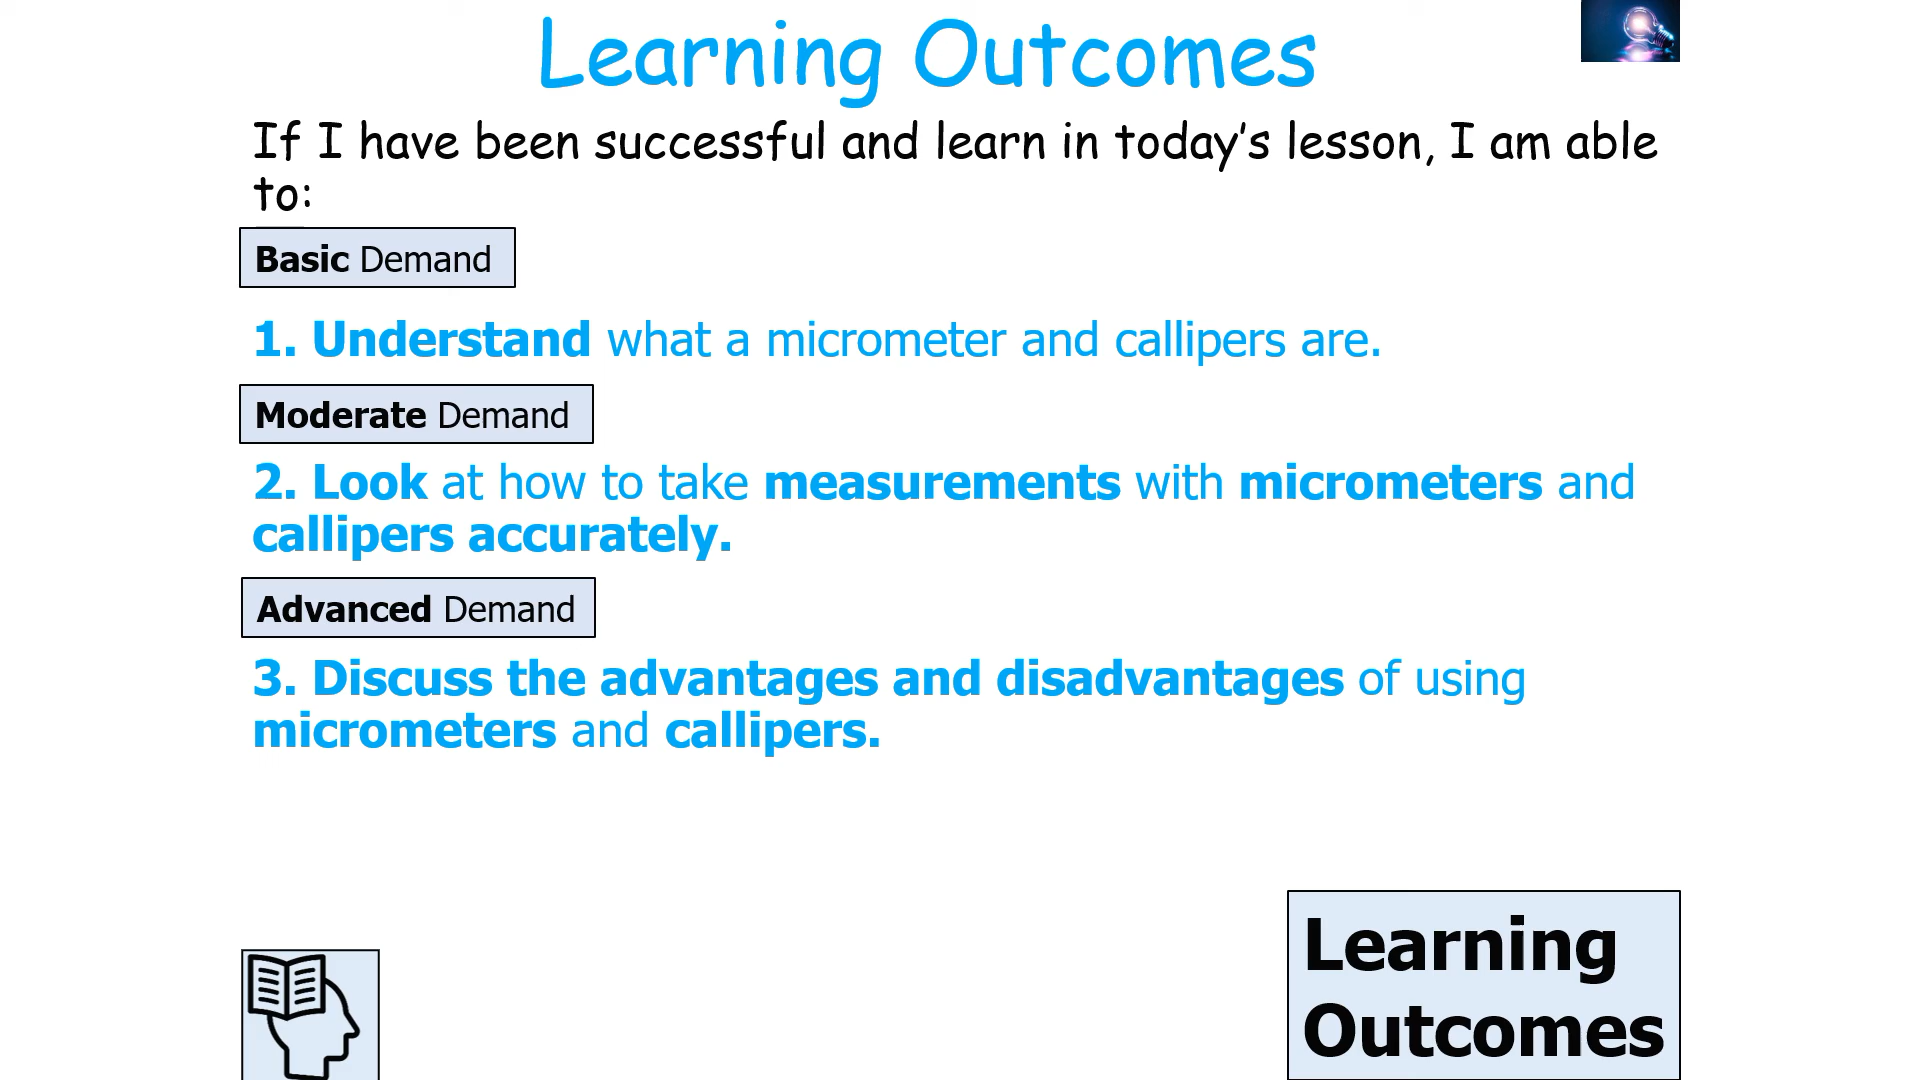 Learning Outcomes
If I have been successful and learn in today’s lesson, I am able
to:
Basic Demand
1. Understand what a micrometer and callipers are.
Moderate Demand
2. Look at how to take measurements with micrometers and
callipers accurately.
Advanced Demand
3. Discuss the advantages and disadvantages of using
micrometers and callipers.
Learning
Outcomes